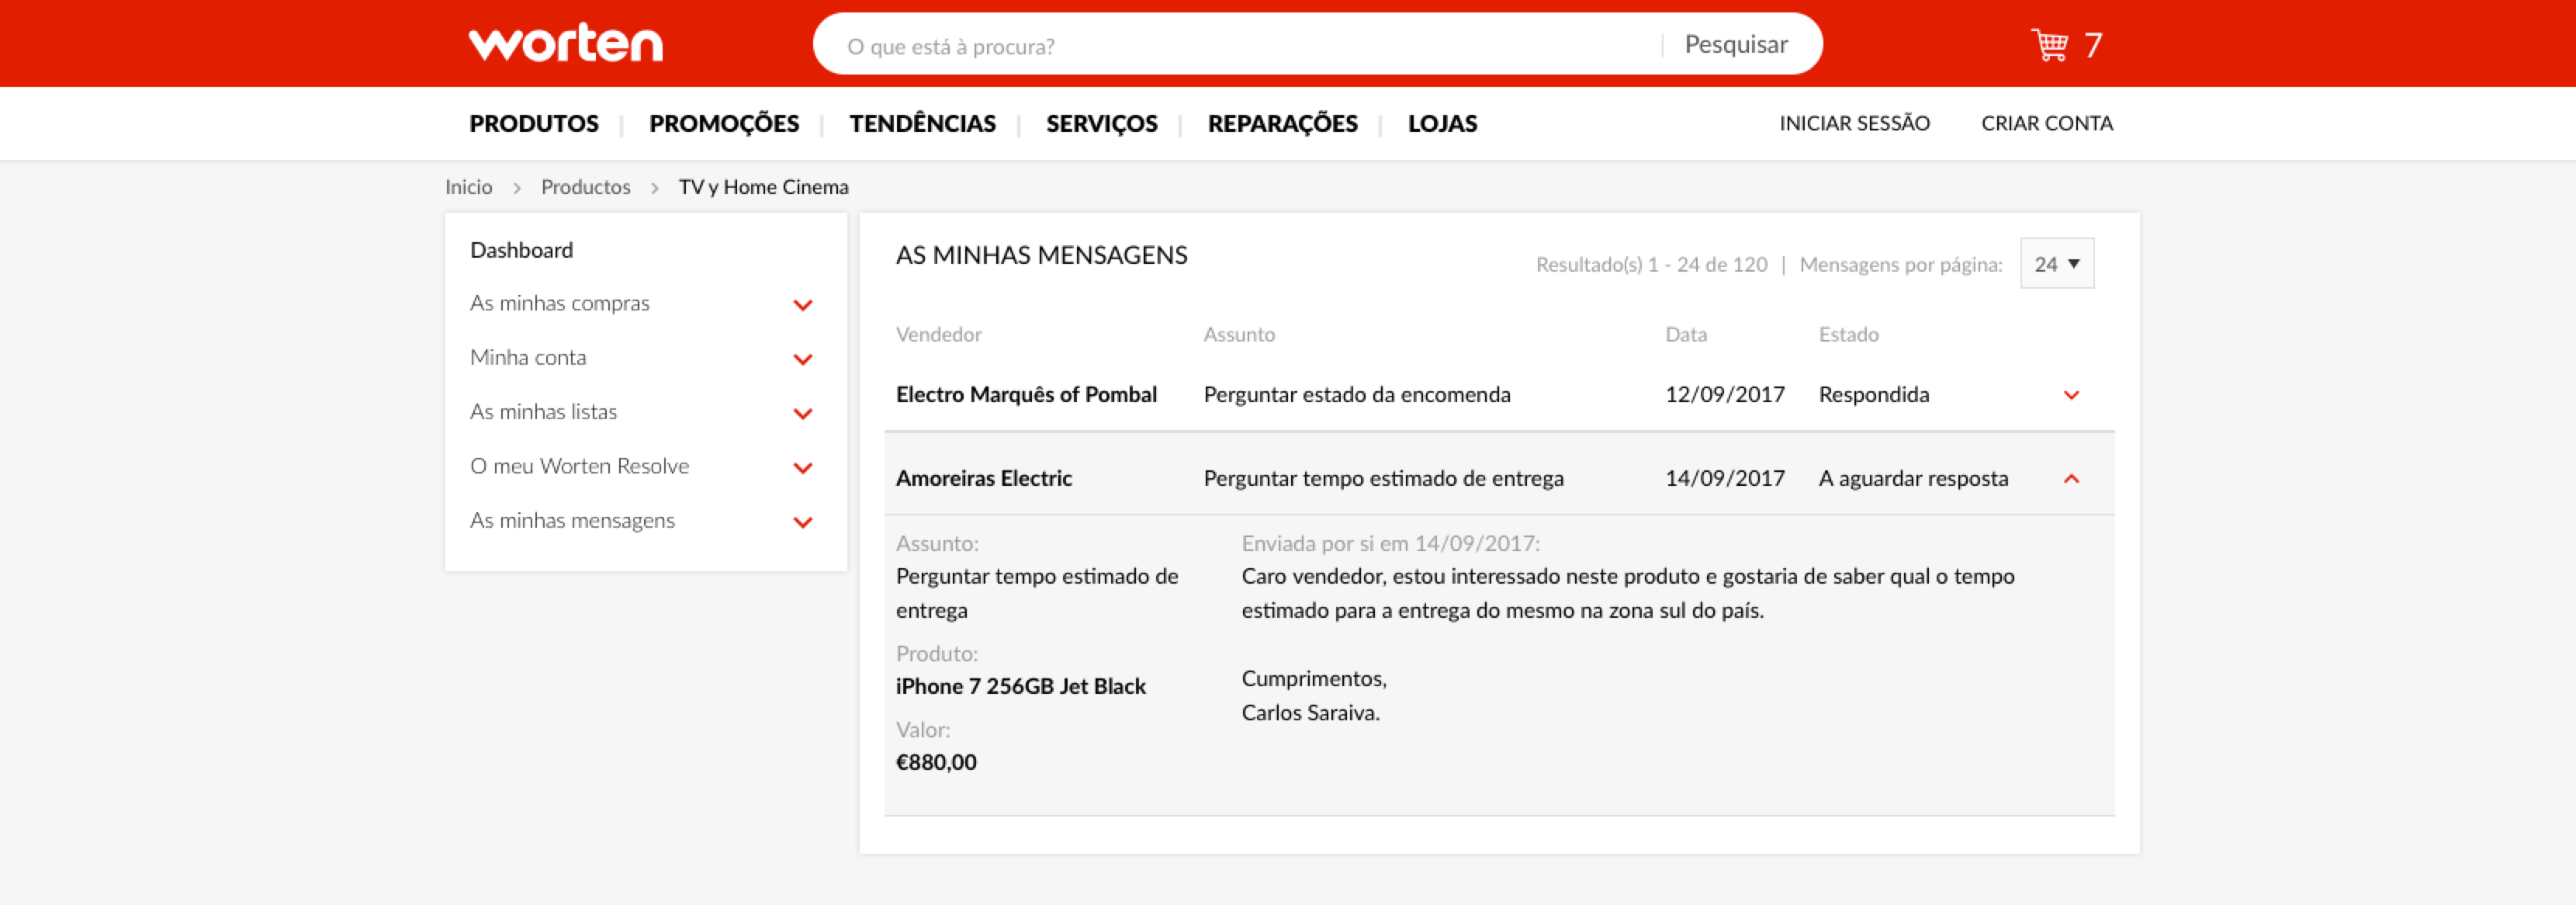 worten
O que está à procura?
Pesquisar
7
PRODUTOS PROMOÇÕES TENDÊNCIAS SERVIÇOS REPARAÇÕES LOJAS INICIAR SESSÃO CRIAR CONTA
Inicio > Productos > TV y Home Cinema
Dashboard
As minhas compras
Minha conta
As minhas listas
O meu Worten Resolve
As minhas mensagens
AS MINHAS MENSAGENS
Resultado(s) 1 - 24 de 120 | Mensagens por página: 24
Vendedor Assunto Data Estado
Electro Marquês of Pombal Perguntar estado da encomenda 12/09/2017 Respondida
Amoreiras Electric Perguntar tempo estimado de entrega 14/09/2017 A aguardar resposta
Assunto:
Perguntar tempo estimado de
entrega
Produto:
iPhone 7 256GB Jet Black
Valor:
€880,00
Enviada por si em 14/09/2017:
Caro vendedor, estou interessado neste produto e gostaria de saber qual o tempo
estimado para a entrega do mesmo na zona sul do país.
Cumprimentos,
Carlos Saraiva.